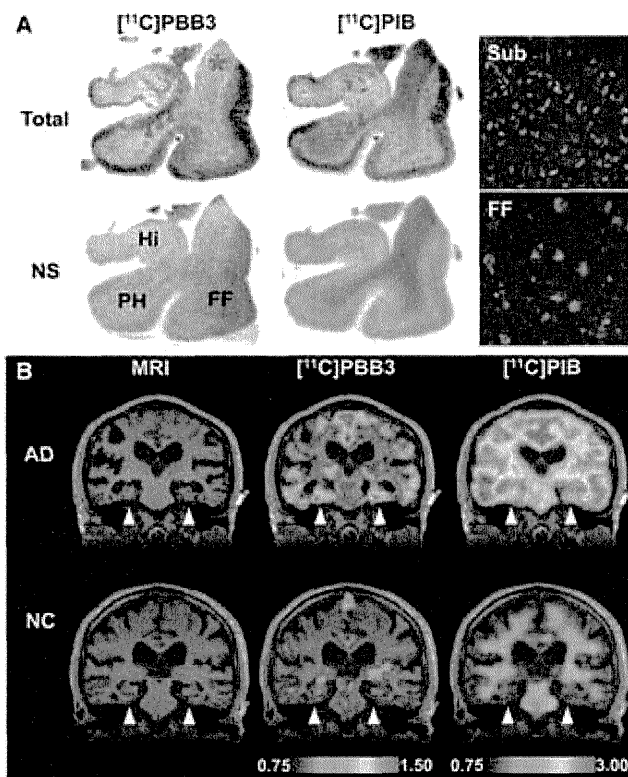 A
[¹¹C]PBB3
[¹¹C]PIB
Sub
Total
FF
NS
Hi
PH
FF
B
MRI
[¹¹C]PBB3
[¹¹C]PIB
AD
NC
0.75
1.50
0.75
3.00